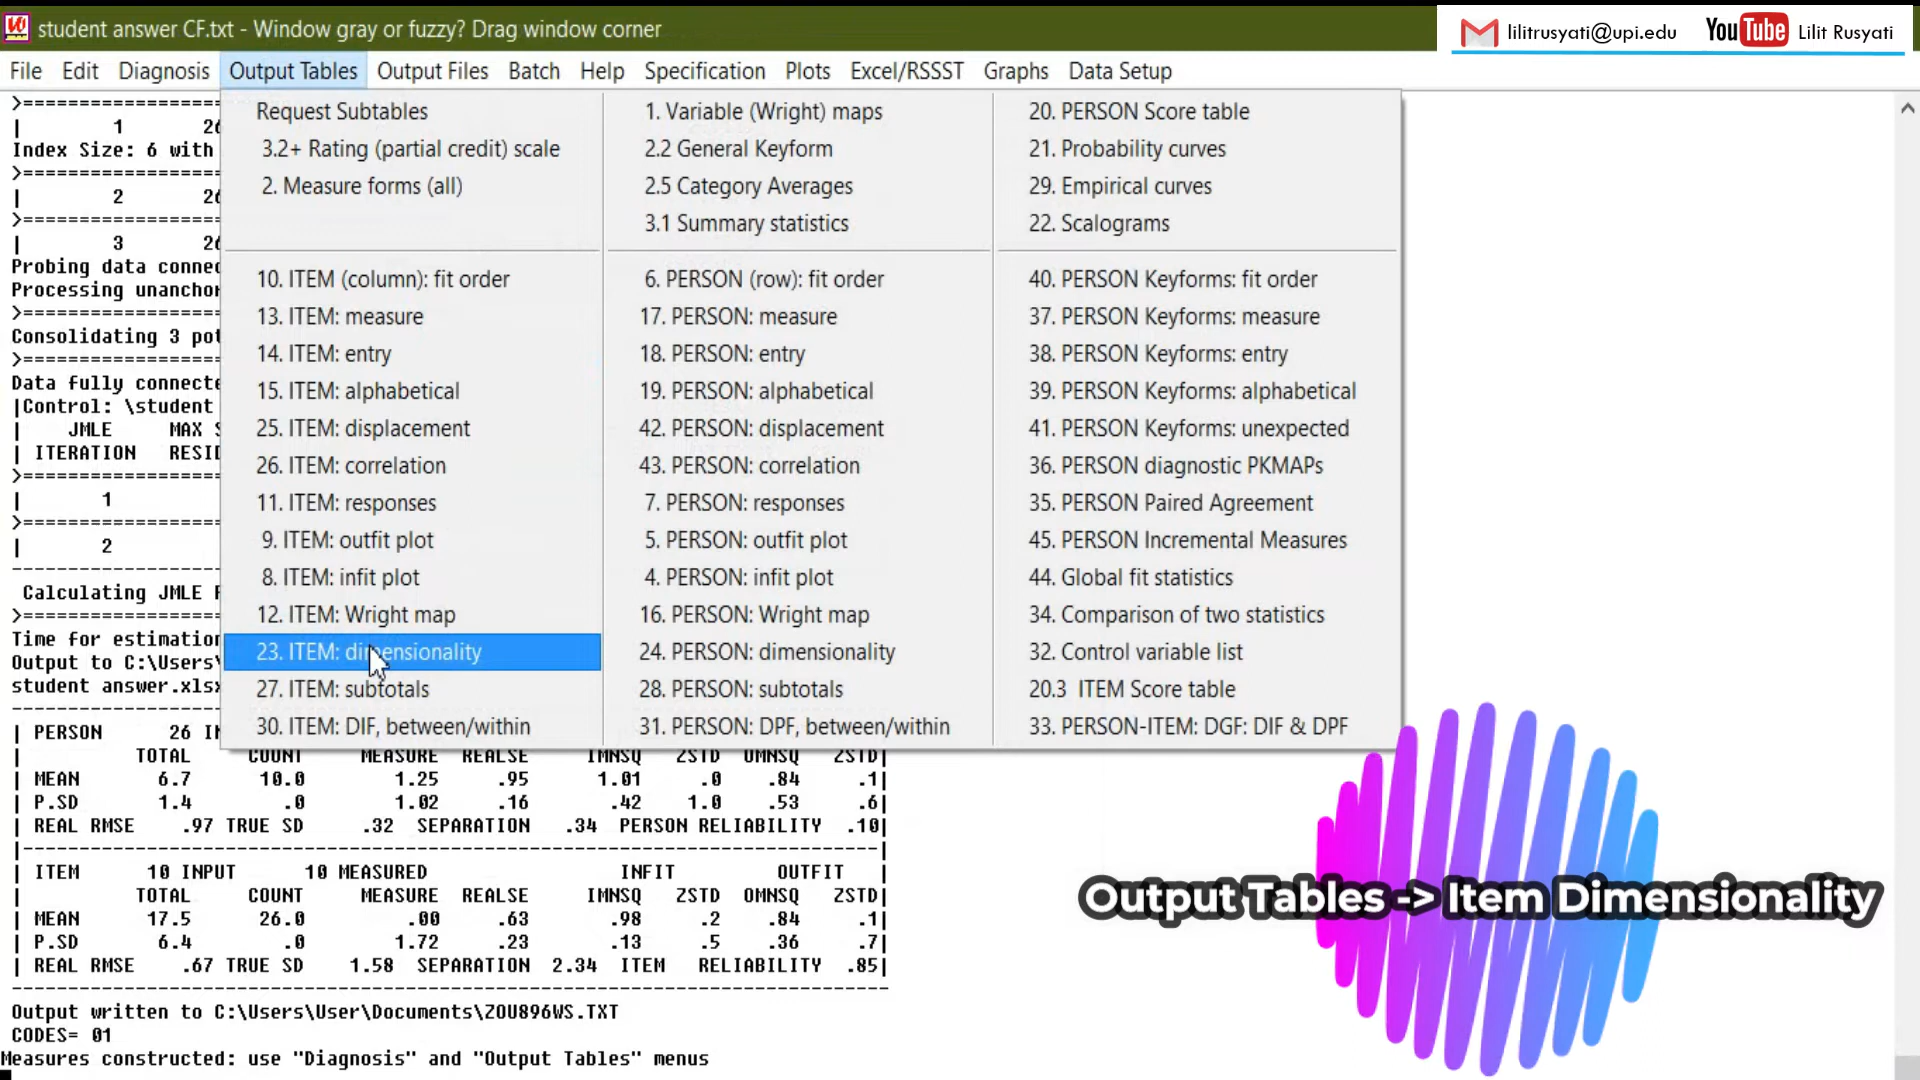 student answer CF.txt - Window gray or fuzzy? Drag window corner
lilitrusyati@upi.edu YouTube Lilit Rusyati
File Edit Diagnosis Output Tables Output Files Batch Help Specification Plots Excel/RSSST Graphs Data Setup
Request Subtables
3.2+ Rating (partial credit) scale
2. Measure forms (all)
10. ITEM (column): fit order
13. ITEM: measure
14. ITEM: entry
15. ITEM: alphabetical
25. ITEM: displacement
26. ITEM: correlation
11. ITEM: responses
9. ITEM: outfit plot
8. ITEM: infit plot
12. ITEM: Wright map
23. ITEM: dimensionality
27. ITEM: subtotals
30. ITEM: DIF, between/within
1. Variable (Wright) maps
2.2 General Keyform
2.5 Category Averages
3.1 Summary statistics
6. PERSON (row): fit order
17. PERSON: measure
18. PERSON: entry
19. PERSON: alphabetical
42. PERSON: displacement
43. PERSON: correlation
7. PERSON: responses
5. PERSON: outfit plot
4. PERSON: infit plot
16. PERSON: Wright map
24. PERSON: dimensionality
28. PERSON: subtotals
31. PERSON: DPF, between/within
20. PERSON Score table
21. Probability curves
29. Empirical curves
22. Scalograms
40. PERSON Keyforms: fit order
37. PERSON Keyforms: measure
38. PERSON Keyforms: entry
39. PERSON Keyforms: alphabetical
41. PERSON Keyforms: unexpected
36. PERSON diagnostic PKMAPs
35. PERSON Paired Agreement
45. PERSON Incremental Measures
44. Global fit statistics
34. Comparison of two statistics
32. Control variable list
20.3 ITEM Score table
33. PERSON-ITEM: DGF: DIF & DPF
>====================
| 1 26
Index Size: 6 with
>====================
| 2 26
>====================
| 3 26
Probing data connec
Processing unanchor
>====================
Consolidating 3 pot
>====================
Data fully connecte
|Control: \student
| JMLE MAX S
| ITERATION RESID
>====================
| 1
>====================
| 2
--------------------
Calculating JMLE F
>====================
Time for estimation
Output to C:\Users\
student answer.xlsx
| PERSON 26 IN
| TOTAL COUNT MEASURE REALSE IMNSQ ZSTD OMNSQ ZSTD|
| MEAN 6.7 10.0 1.25 .95 1.01 .0 .84 .1|
| P.SD 1.4 .0 1.02 .16 .42 1.0 .53 .6|
| REAL RMSE .97 TRUE SD .32 SEPARATION .34 PERSON RELIABILITY .10|
|------------------------------------------------------------|
| ITEM 10 INPUT 10 MEASURED INFIT OUTFIT |
| TOTAL COUNT MEASURE REALSE IMNSQ ZSTD OMNSQ ZSTD|
| MEAN 17.5 26.0 .00 .63 .98 .2 .84 .1|
| P.SD 6.4 .0 1.72 .23 .13 .5 .36 .7|
| REAL RMSE .67 TRUE SD 1.58 SEPARATION 2.34 ITEM RELIABILITY .85|
------------------------------------------------------------
Output written to C:\Users\User\Documents\ZOU896WS.TXT
CODES= 01
Measures constructed: use "Diagnosis" and "Output Tables" menus
Output Tables -> Item Dimensionality